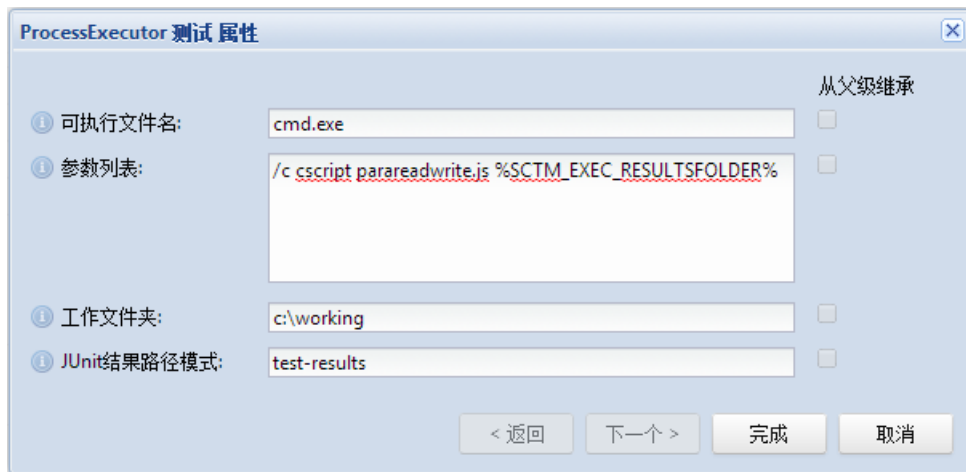 ProcessExecutor 测试 属性
从父级继承
可执行文件名: cmd.exe
参数列表: /c cscript parareadwrite.js %SCTM_EXEC_RESULTSFOLDER%
工作文件夹: c:\working
JUnit结果路径模式: test-results
< 返回 下一个 > 完成 取消